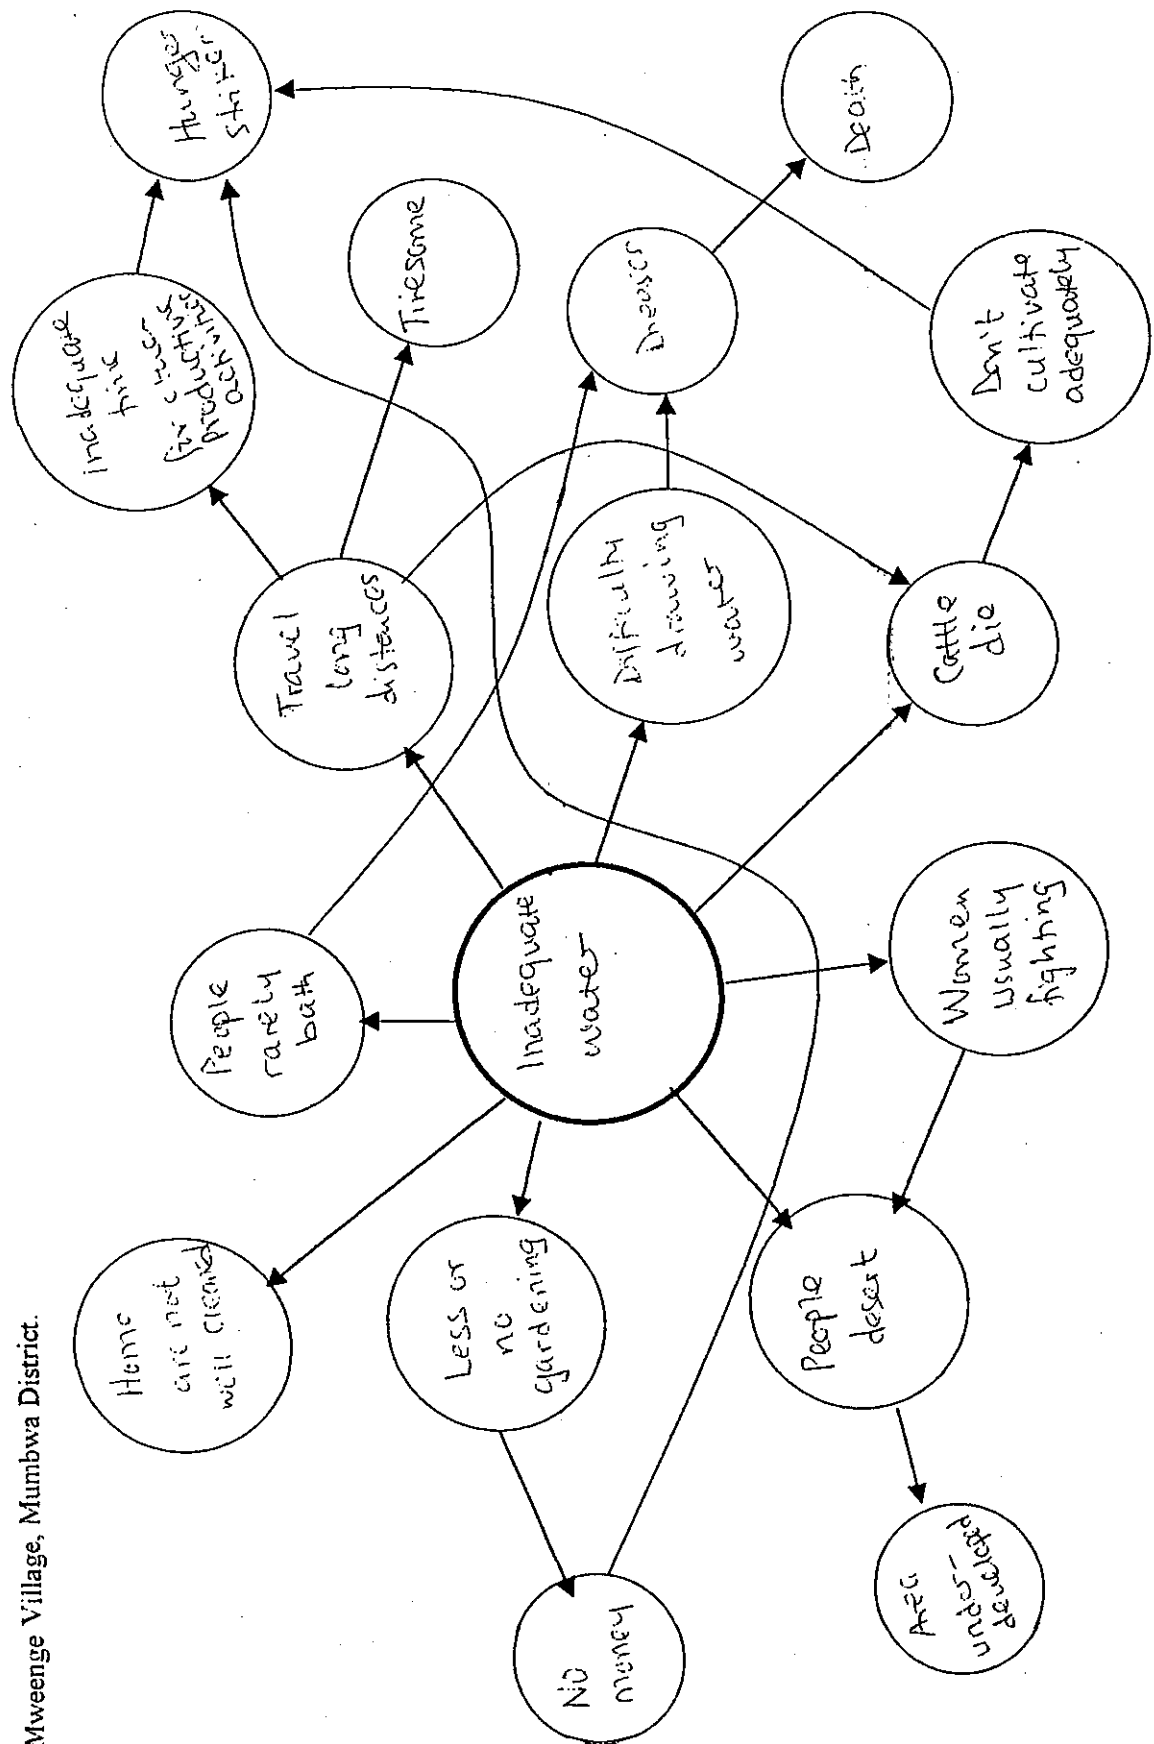 Mweenge Village, Mumbwa District.
Home
are not
well cleaned
People
rarely
bath
Travel
long
distances
Inadequate
time
for other
productive
activities
Hunger
Striken
Tiresome
Less or
no
gardening
Inadequate
water
Difficulty
drawing
water
Diseases
Death
No
money
People
desert
Women
usually
fighting
Cattle
die
Don't
cultivate
adequately
Area
under-
developed